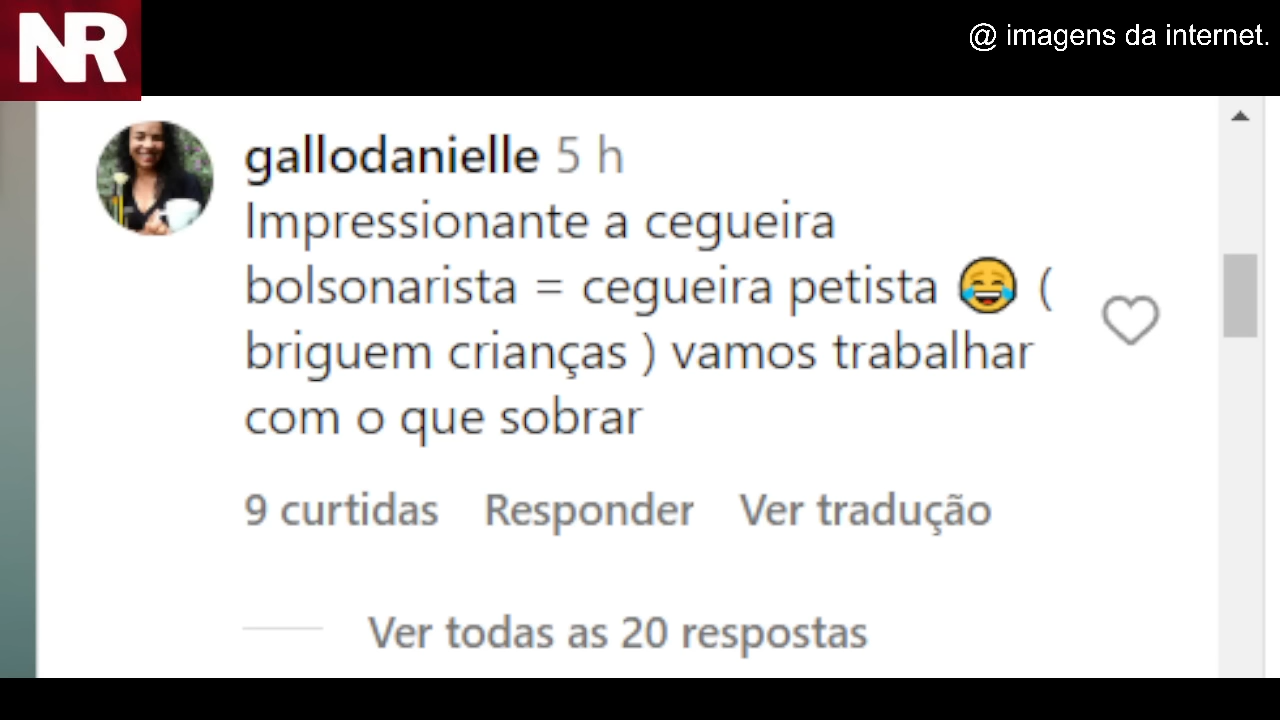 NR
@ imagens da internet.
gallodanielle 5 h
Impressionante a cegueira
bolsonarista = cegueira petista 😂 (
briguem crianças ) vamos trabalhar
com o que sobrar
9 curtidas Responder Ver tradução
Ver todas as 20 respostas